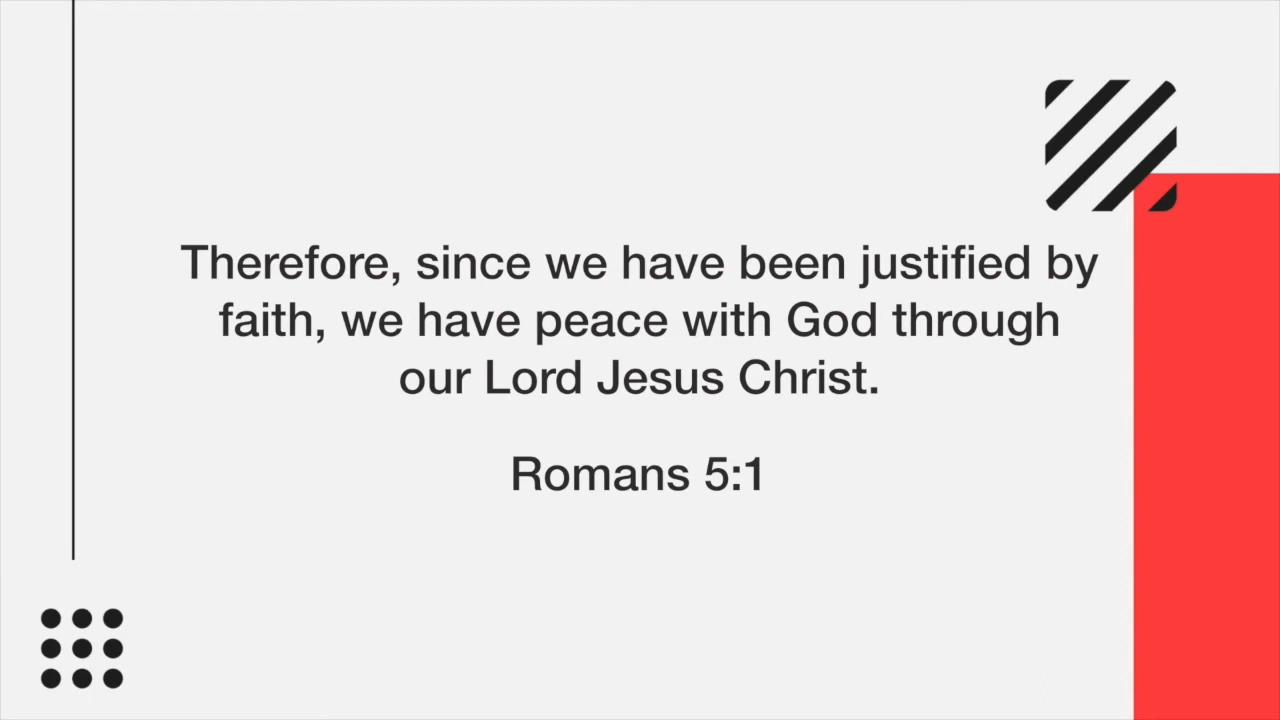 Therefore, since we have been justified by
faith, we have peace with God through
our Lord Jesus Christ.
Romans 5:1